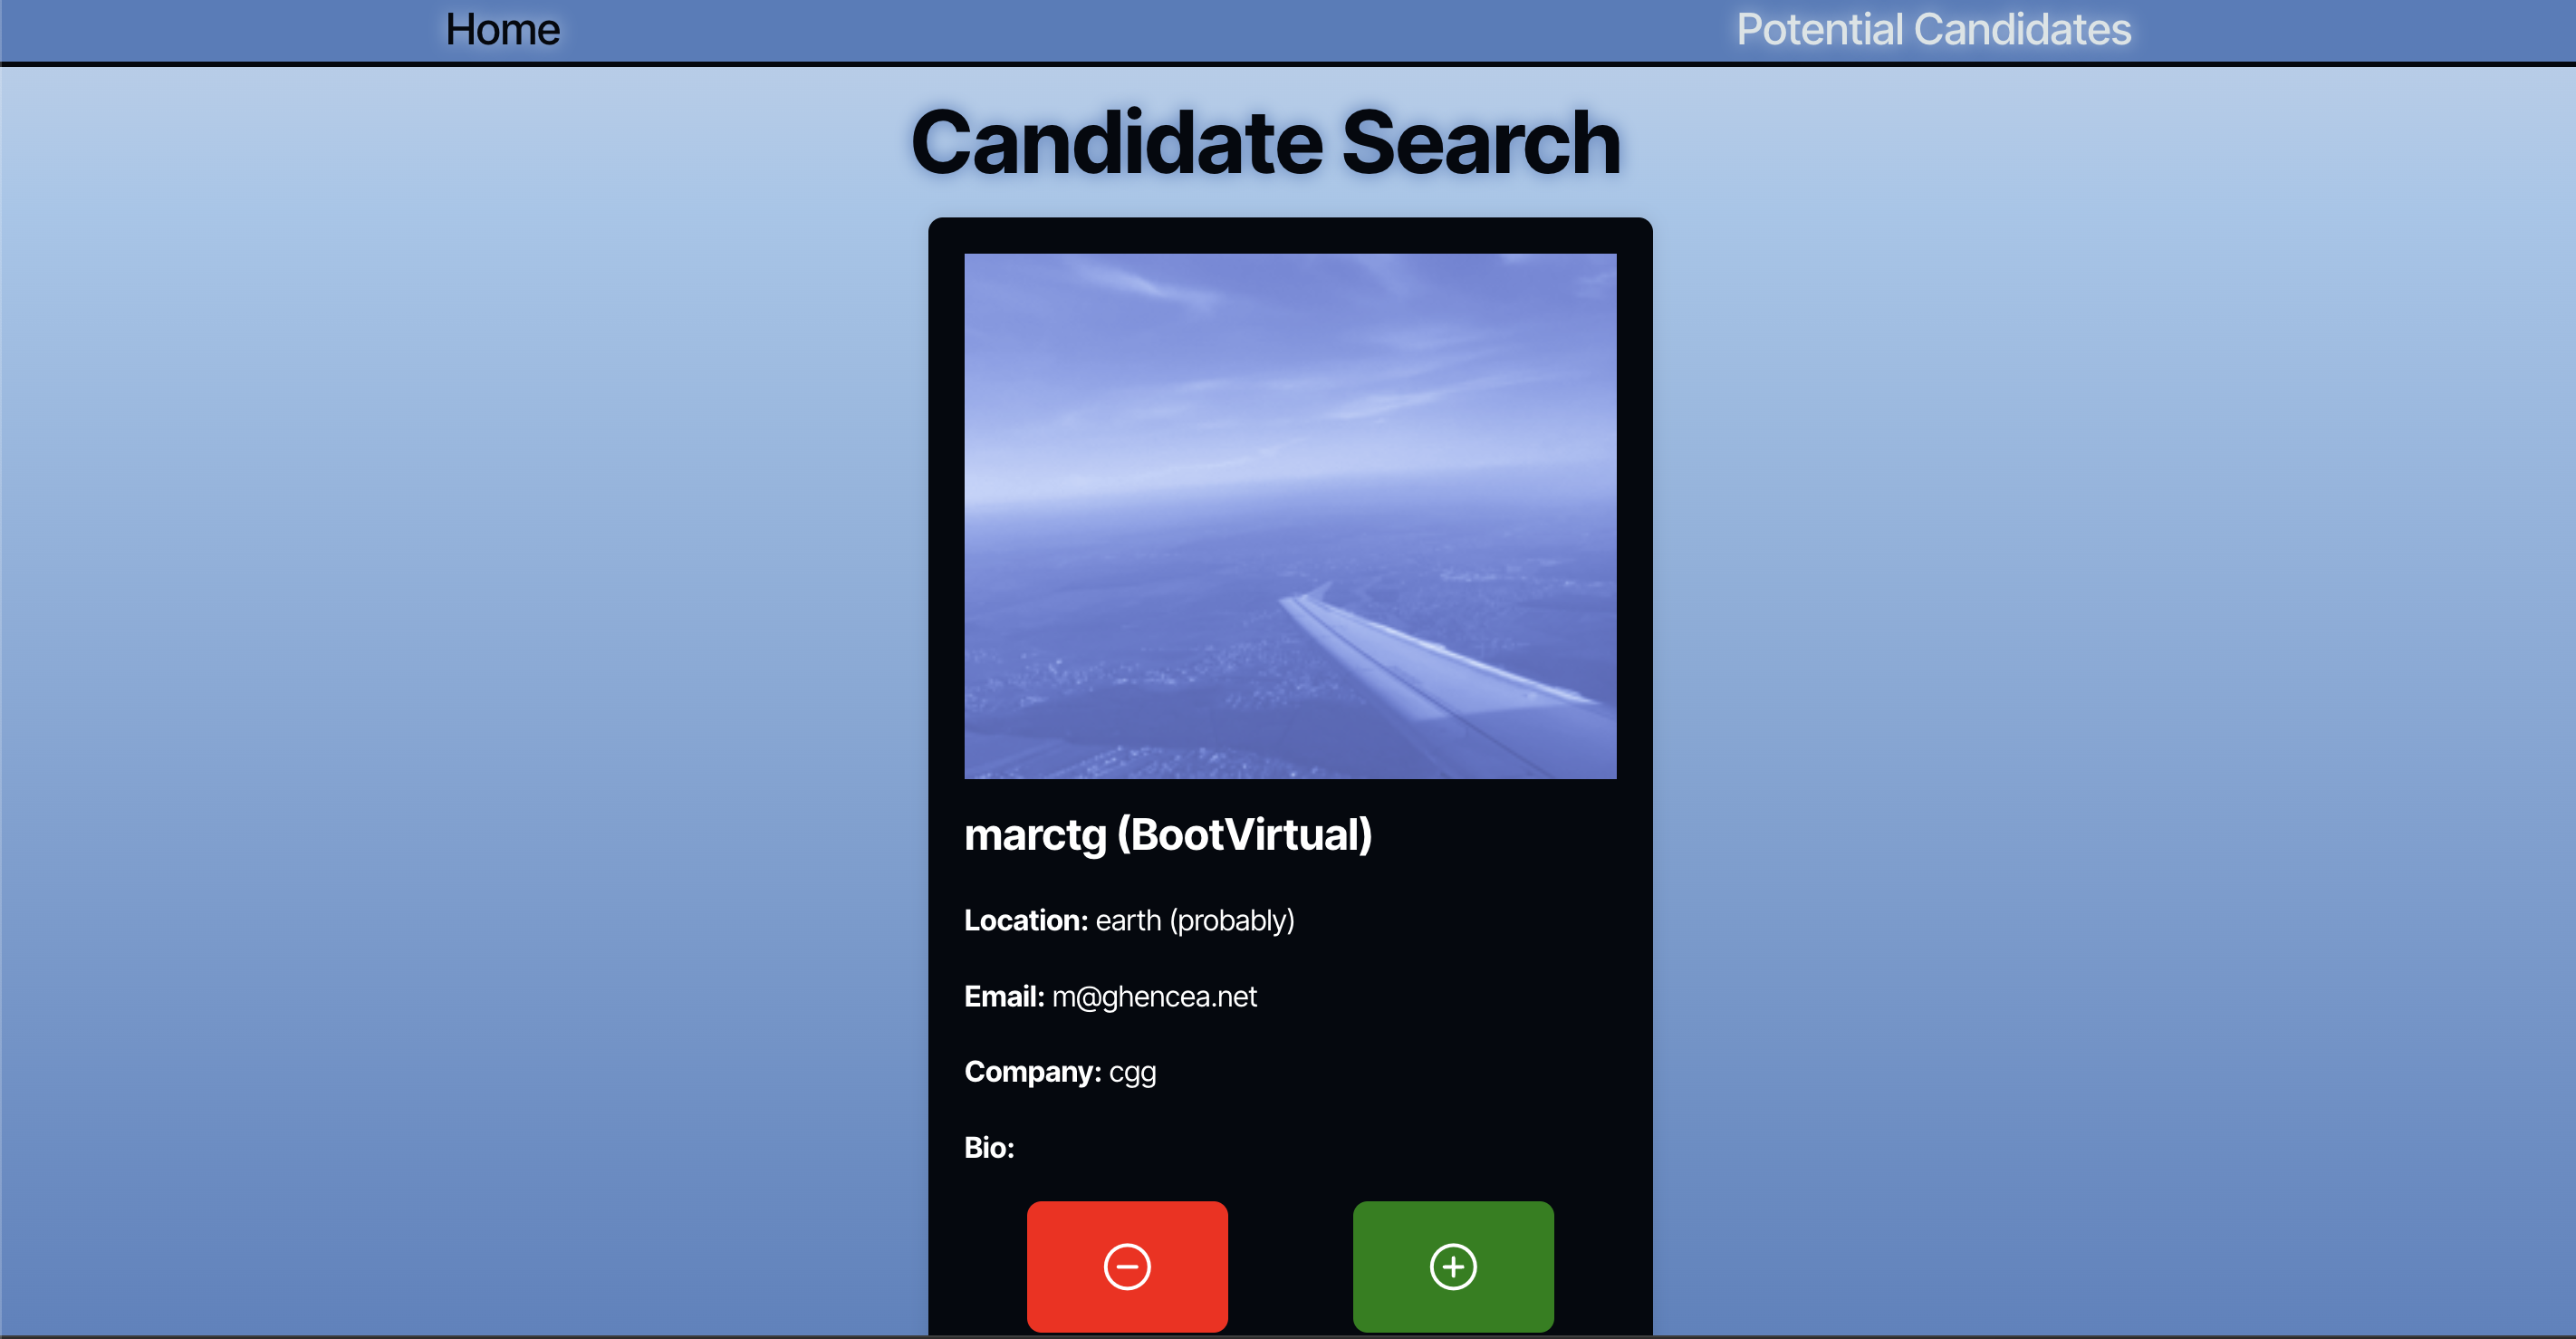 Home
Potential Candidates
Candidate Search
marctg (BootVirtual)
Location: earth (probably)
Email: m@ghencea.net
Company: cgg
Bio: